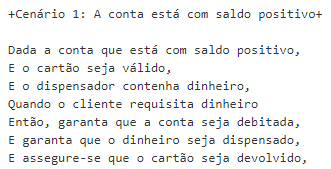 +Cenário 1: A conta está com saldo positivo+
Dada a conta que está com saldo positivo,
E o cartão seja válido,
E o dispensador contenha dinheiro,
Quando o cliente requisita dinheiro
Então, garanta que a conta seja debitada,
E garanta que o dinheiro seja dispensado,
E assegure-se que o cartão seja devolvido,